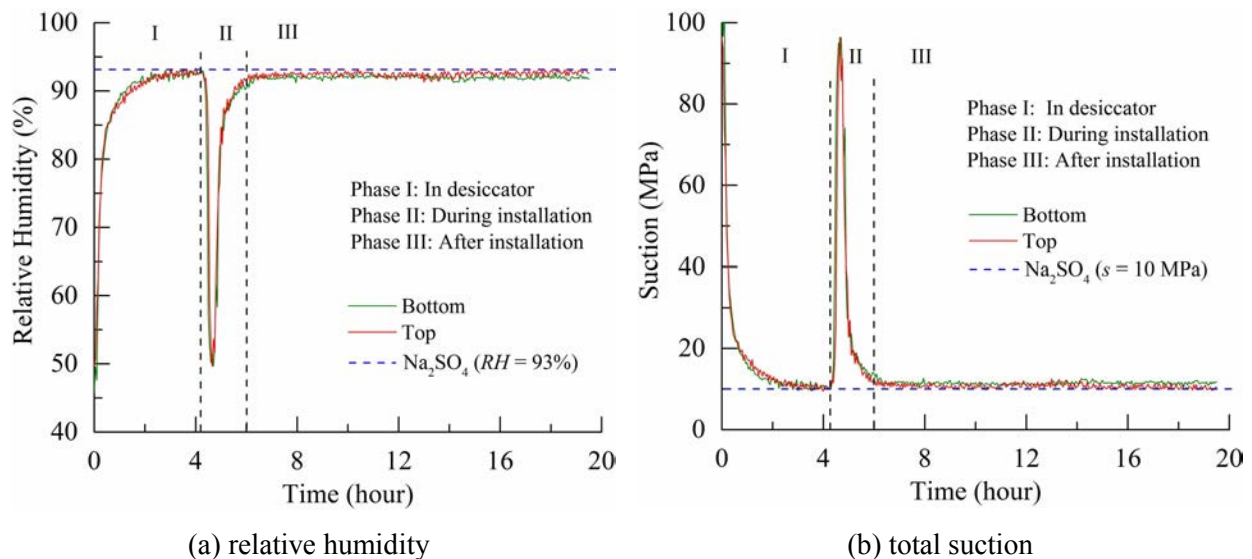 100
90
80
70
60
50
40
Relative Humidity (%)
I
II
III
Phase I: In desiccator
Phase II: During installation
Phase III: After installation
Bottom
Top
Na₂SO₄ (RH = 93%)
0
4
8
12
16
20
Time (hour)
(a) relative humidity
100
80
60
40
20
0
Suction (MPa)
I
II
III
Phase I: In desiccator
Phase II: During installation
Phase III: After installation
Bottom
Top
Na₂SO₄ (s = 10 MPa)
0
4
8
12
16
20
Time (hour)
(b) total suction